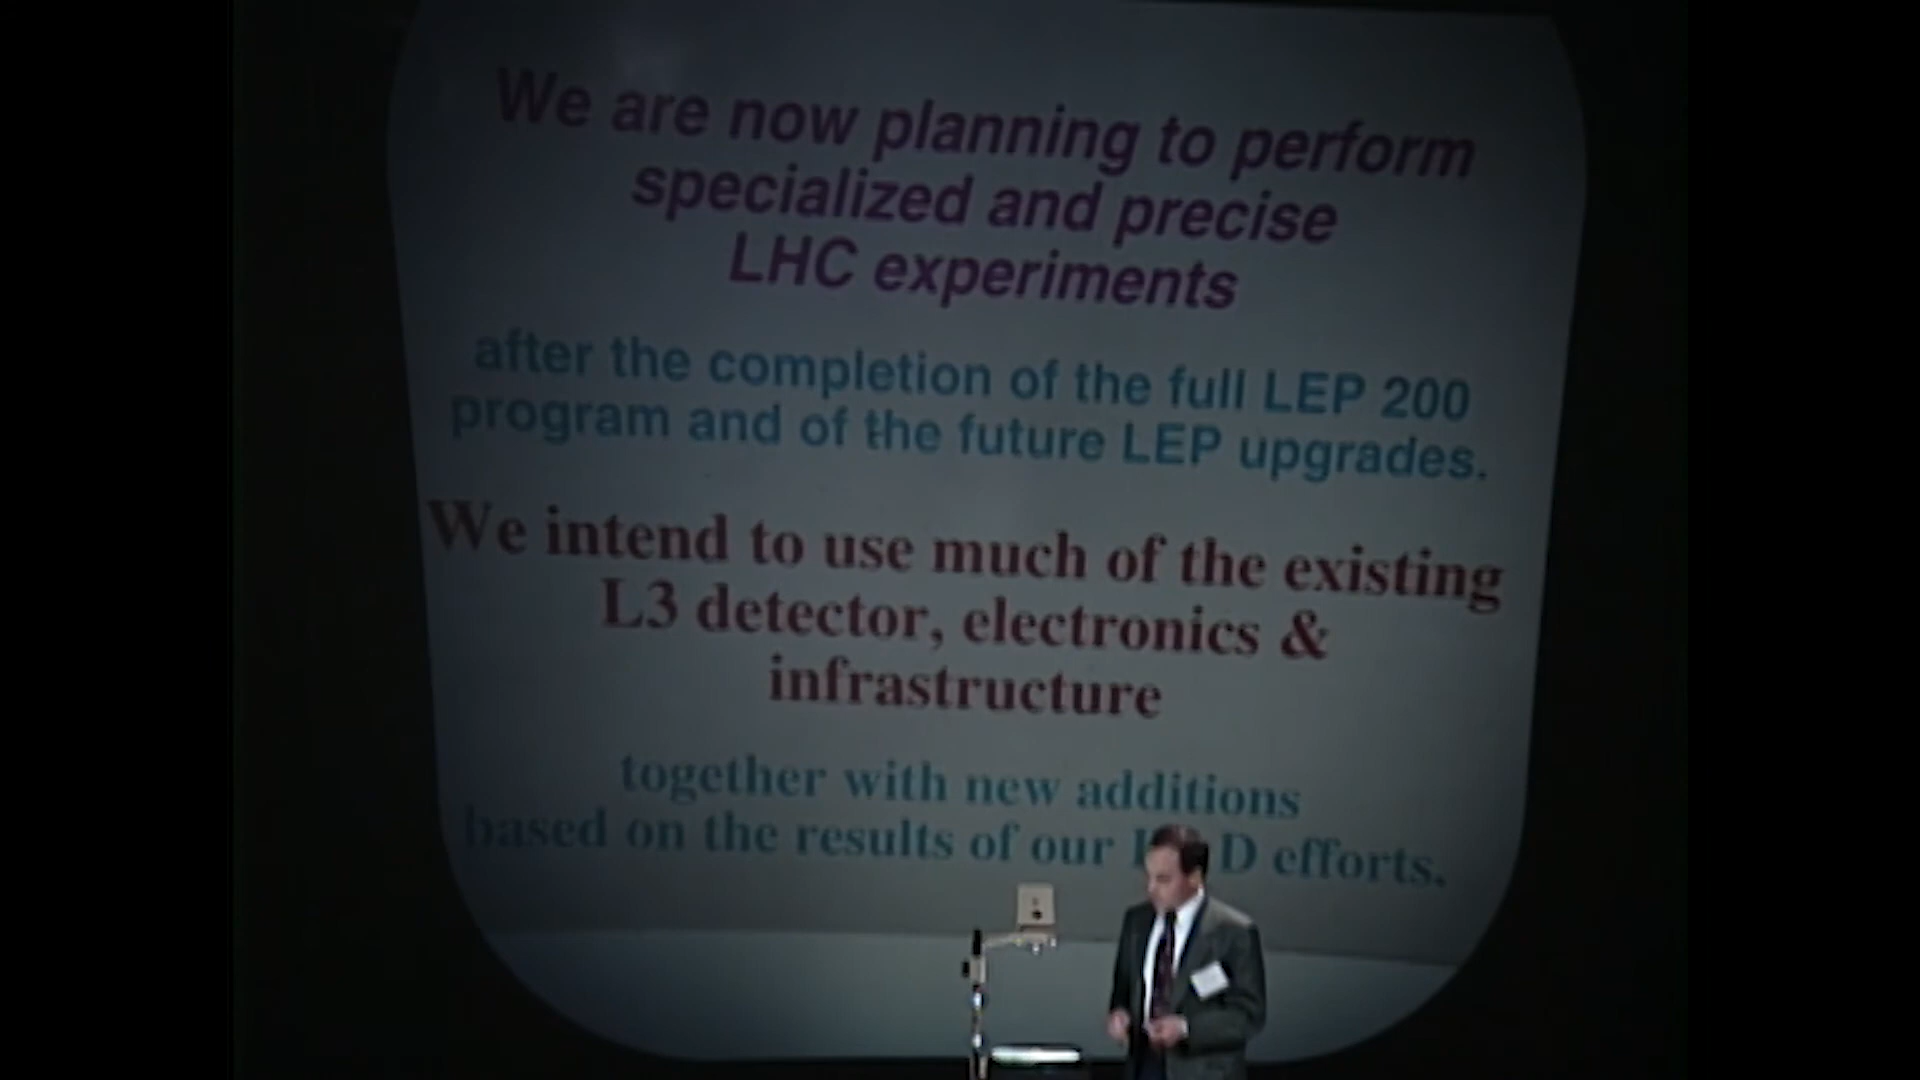 We are now planning to perform
specialized and precise
LHC experiments
after the completion of the full LEP 200
program and of the future LEP upgrades.
We intend to use much of the existing
L3 detector, electronics &
infrastructure
together with new additions
based on the results of our D efforts.